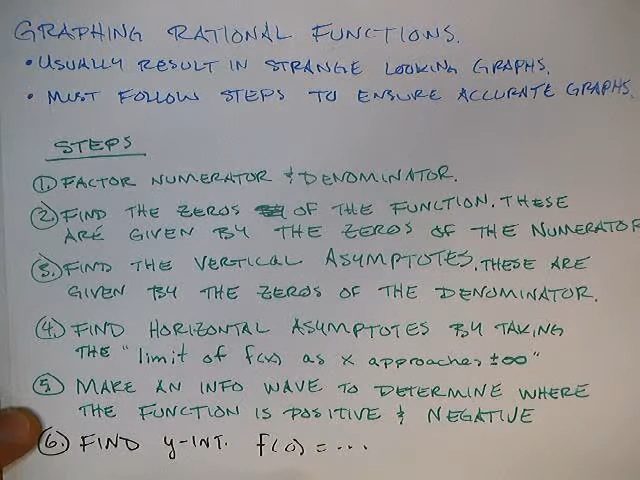 GRAPHING RATIONAL FUNCTIONS.
• USUALLY RESULT IN STRANGE LOOKING GRAPHS.
• MUST FOLLOW STEPS TO ENSURE ACCURATE GRAPHS.
STEPS
①. FACTOR NUMERATOR & DENOMINATOR.
②. FIND THE ZEROS OF THE FUNCTION. THESE
ARE GIVEN BY THE ZEROS OF THE NUMERATOR
③. FIND THE VERTICAL ASYMPTOTES. THESE ARE
GIVEN BY THE ZEROS OF THE DENOMINATOR.
④. FIND HORIZONTAL ASYMPTOTES BY TAKING
THE "limit of f(x) as x approaches ±∞"
⑤ MAKE AN INFO WAVE TO DETERMINE WHERE
THE FUNCTION IS POSITIVE & NEGATIVE
⑥. FIND y-INT. f(0) = ...